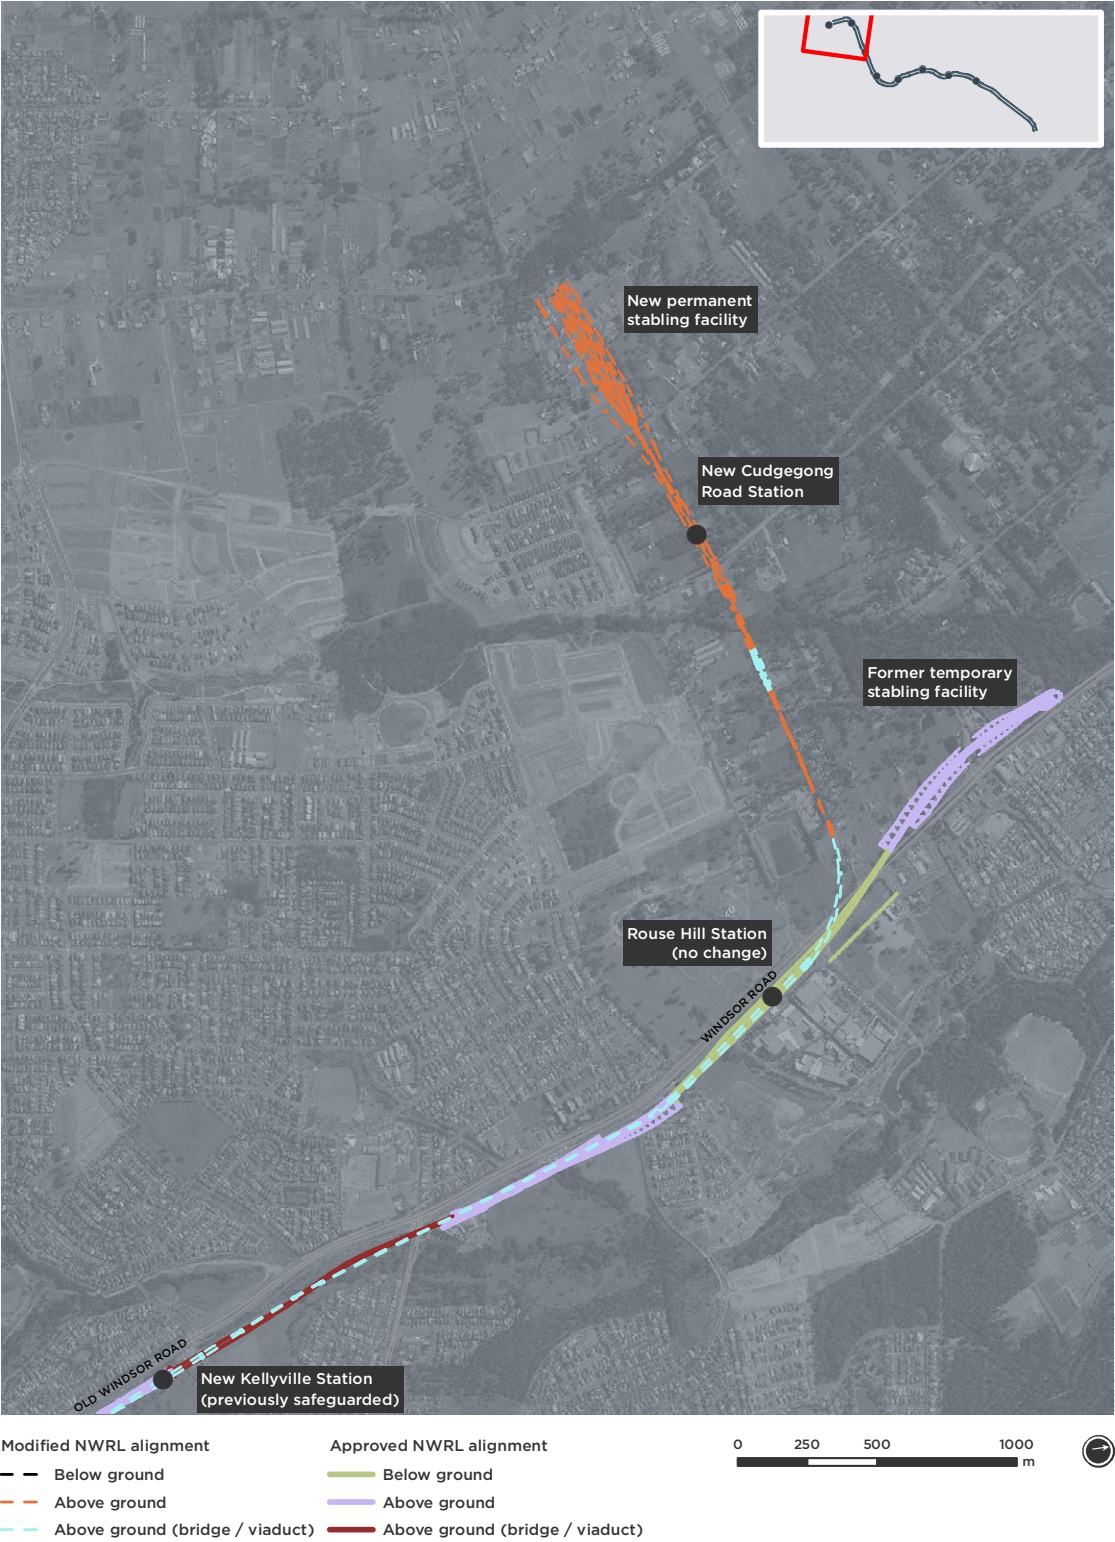 New permanent
stabling facility
New Cudgegong
Road Station
Former temporary
stabling facility
Rouse Hill Station
(no change)
WINDSOR ROAD
OLD WINDSOR ROAD
New Kellyville Station
(previously safeguarded)
Modified NWRL alignment
Below ground
Above ground
Above ground (bridge / viaduct)
Approved NWRL alignment
Below ground
Above ground
Above ground (bridge / viaduct)
0 250 500 1000
m